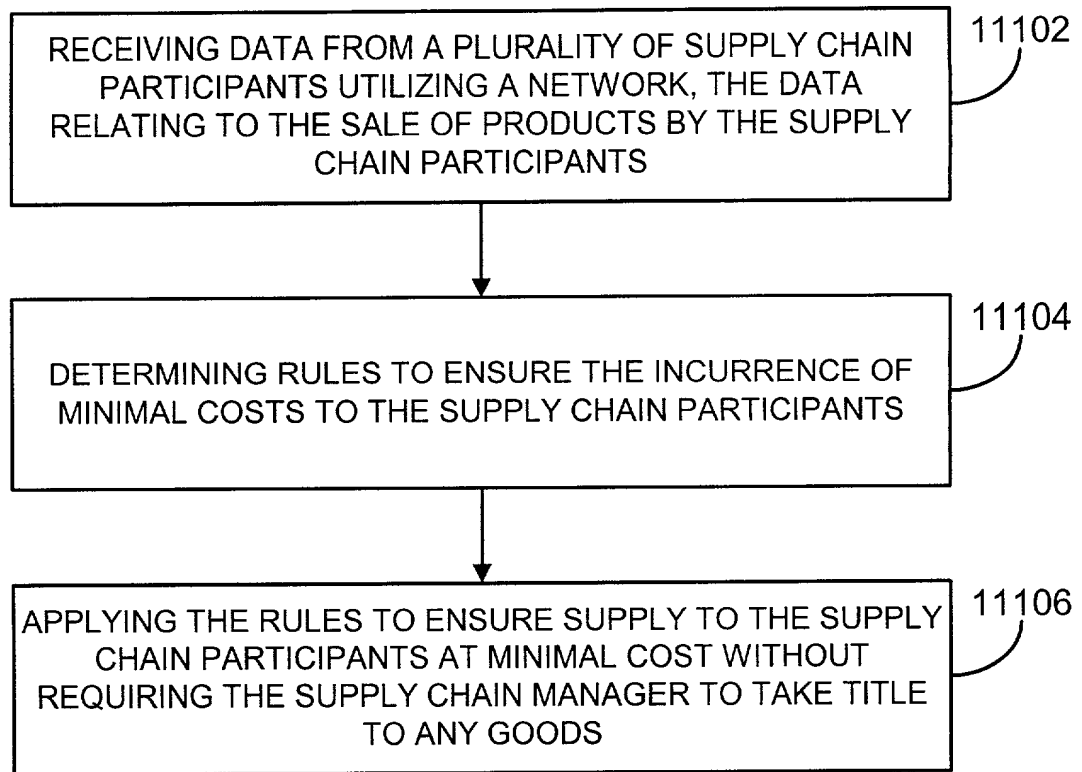 RECEIVING DATA FROM A PLURALITY OF SUPPLY CHAIN
PARTICIPANTS UTILIZING A NETWORK, THE DATA
RELATING TO THE SALE OF PRODUCTS BY THE SUPPLY
CHAIN PARTICIPANTS
11102
DETERMINING RULES TO ENSURE THE INCURRENCE OF
MINIMAL COSTS TO THE SUPPLY CHAIN PARTICIPANTS
11104
APPLYING THE RULES TO ENSURE SUPPLY TO THE SUPPLY
CHAIN PARTICIPANTS AT MINIMAL COST WITHOUT
REQUIRING THE SUPPLY CHAIN MANAGER TO TAKE TITLE
TO ANY GOODS
11106